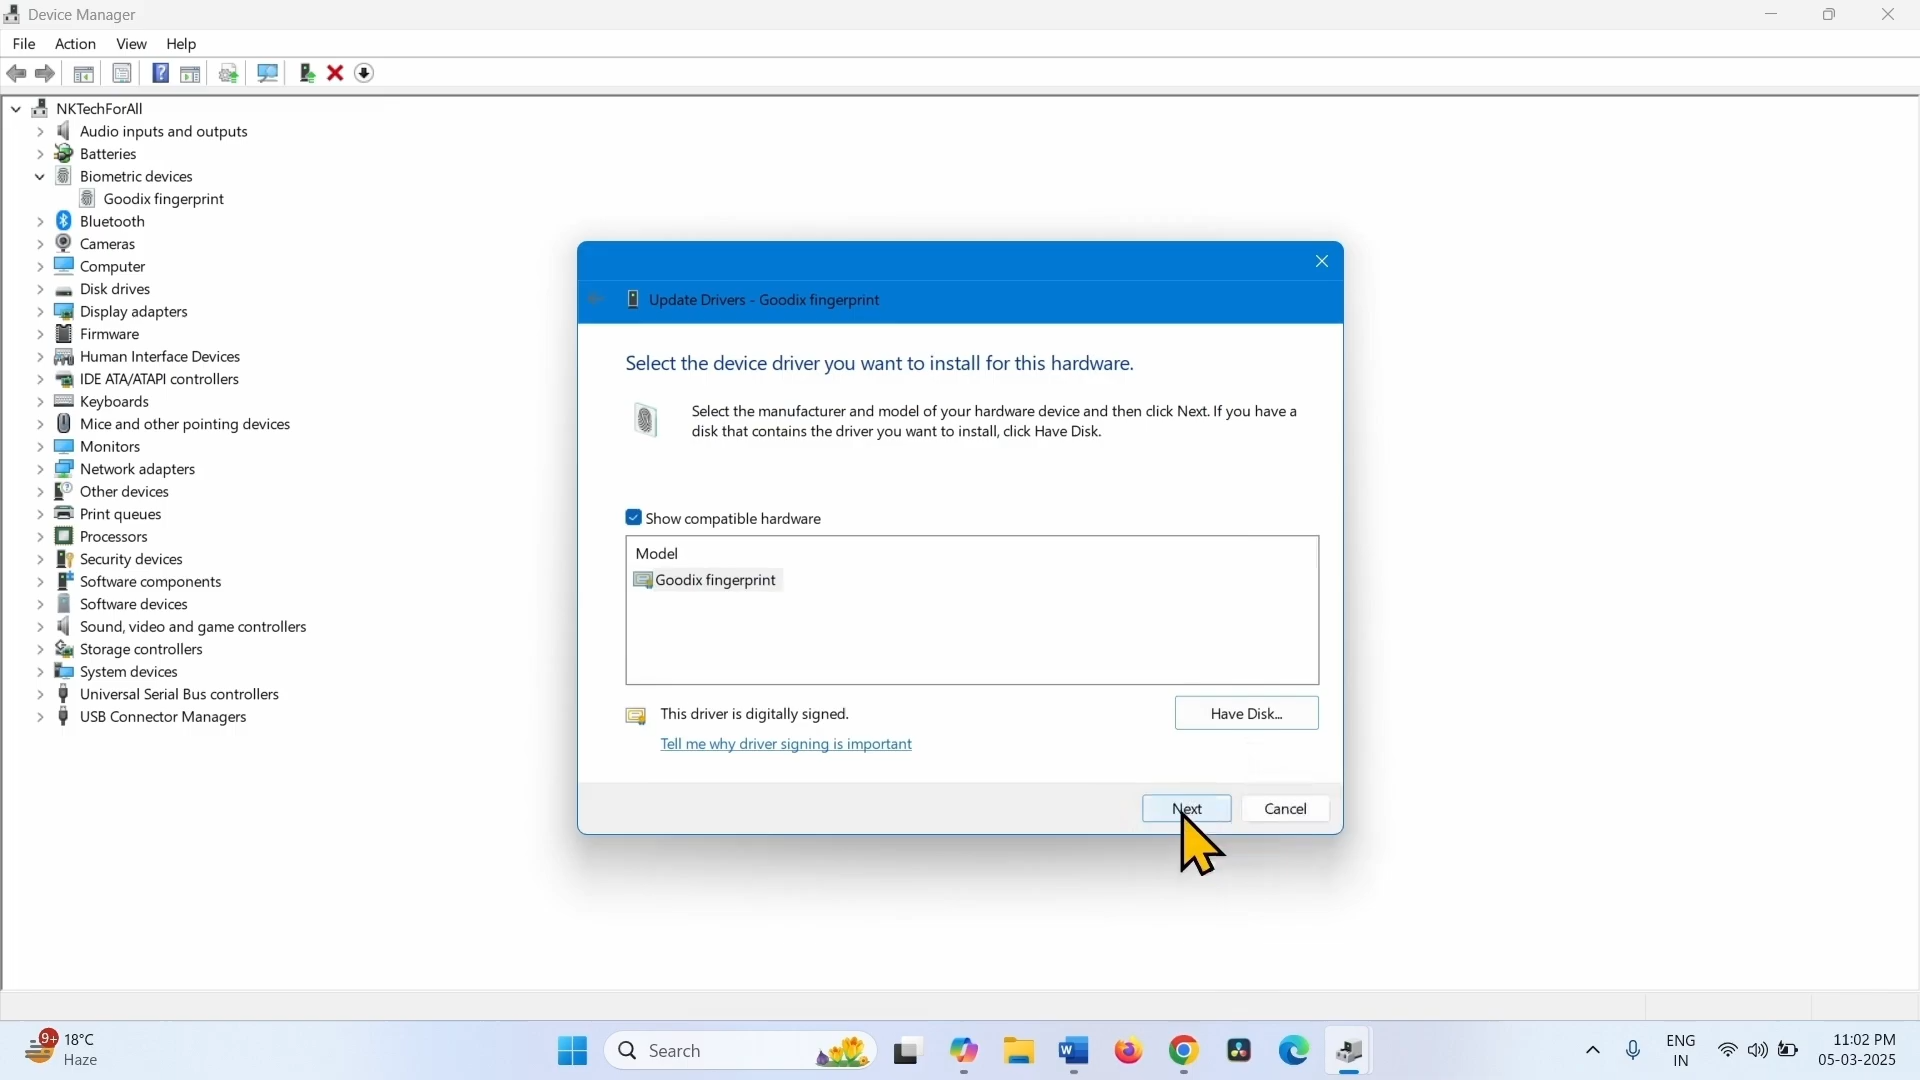 Device Manager
File Action View Help
NKTechForAll
Audio inputs and outputs
Batteries
Biometric devices
Goodix fingerprint
Bluetooth
Cameras
Computer
Disk drives
Display adapters
Firmware
Human Interface Devices
IDE ATA/ATAPI controllers
Keyboards
Mice and other pointing devices
Monitors
Network adapters
Other devices
Print queues
Processors
Security devices
Software components
Software devices
Sound, video and game controllers
Storage controllers
System devices
Universal Serial Bus controllers
USB Connector Managers
Update Drivers - Goodix fingerprint
Select the device driver you want to install for this hardware.
Select the manufacturer and model of your hardware device and then click Next. If you have a
disk that contains the driver you want to install, click Have Disk.
Show compatible hardware
Model
Goodix fingerprint
This driver is digitally signed.
Have Disk...
Tell me why driver signing is important
Next
Cancel
9+
18°C
Haze
Search
ENG
IN
11:02 PM
05-03-2025